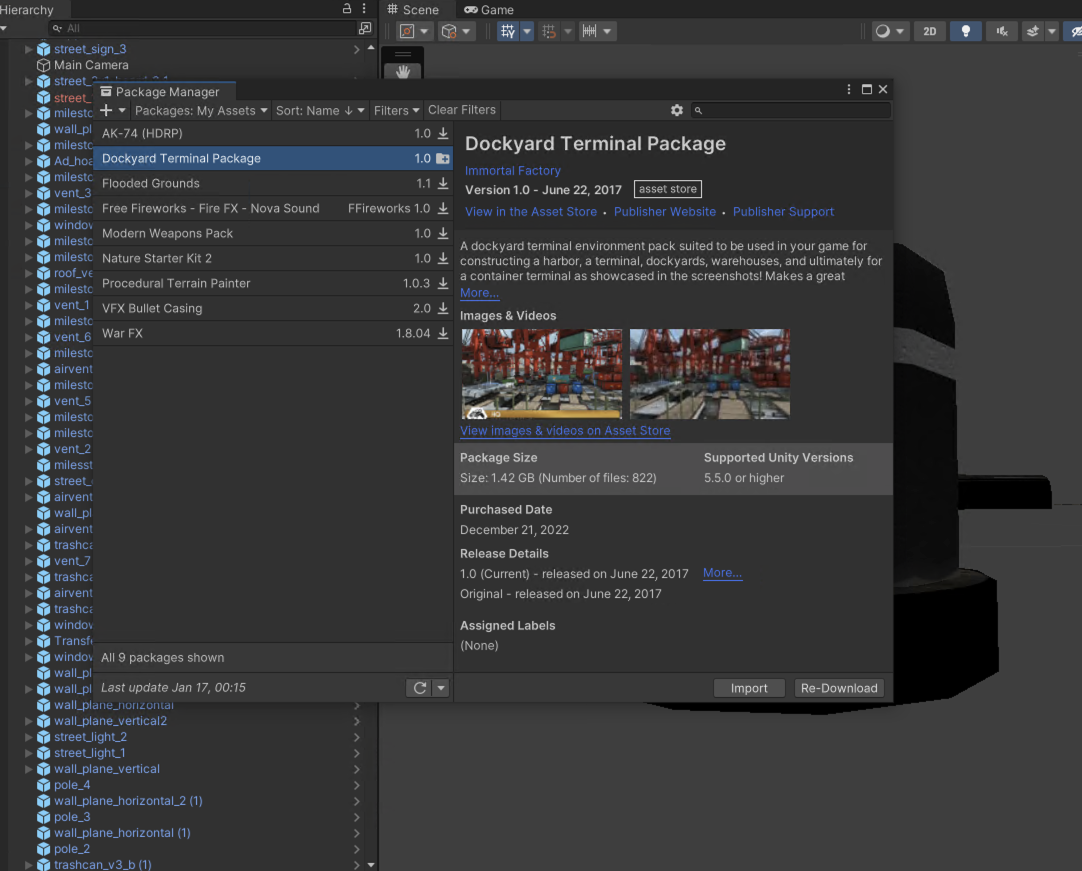 Hierarchy
Scene
Game
All
2D
street_sign_3
Main Camera
street_
milesto
wall_pl
milesto
Ad_hoa
milesto
vent_3
milesto
window
milesto
milesto
roof_ve
milesto
vent_1
milesto
vent_6
milesto
airvent
milesto
vent_5
milesto
milesto
vent_2
milesst
street_
airvent
wall_pl
airvent
trashca
vent_7
trashca
airvent
trashca
window
Transfe
window
wall_pl
wall_pl
wall_plane_horizontal
wall_plane_vertical2
street_light_2
street_light_1
wall_plane_vertical
pole_4
wall_plane_horizontal_2 (1)
pole_3
wall_plane_horizontal (1)
pole_2
trashcan_v3_b (1)
Package Manager
Packages: My Assets
Sort: Name ↓
Filters
Clear Filters
AK-74 (HDRP) 1.0
Dockyard Terminal Package 1.0
Flooded Grounds 1.1
Free Fireworks - Fire FX - Nova Sound FFireworks 1.0
Modern Weapons Pack 1.0
Nature Starter Kit 2 1.0
Procedural Terrain Painter 1.0.3
VFX Bullet Casing 2.0
War FX 1.8.04
All 9 packages shown
Last update Jan 17, 00:15
Dockyard Terminal Package
Immortal Factory
Version 1.0 - June 22, 2017 asset store
View in the Asset Store • Publisher Website • Publisher Support
A dockyard terminal environment pack suited to be used in your game for
constructing a harbor, a terminal, dockyards, warehouses, and ultimately for
a container terminal as showcased in the screenshots! Makes a great
More...
Images & Videos
HQ
View images & videos on Asset Store
Package Size
Size: 1.42 GB (Number of files: 822)
Supported Unity Versions
5.5.0 or higher
Purchased Date
December 21, 2022
Release Details
1.0 (Current) - released on June 22, 2017 More...
Original - released on June 22, 2017
Assigned Labels
(None)
Import
Re-Download